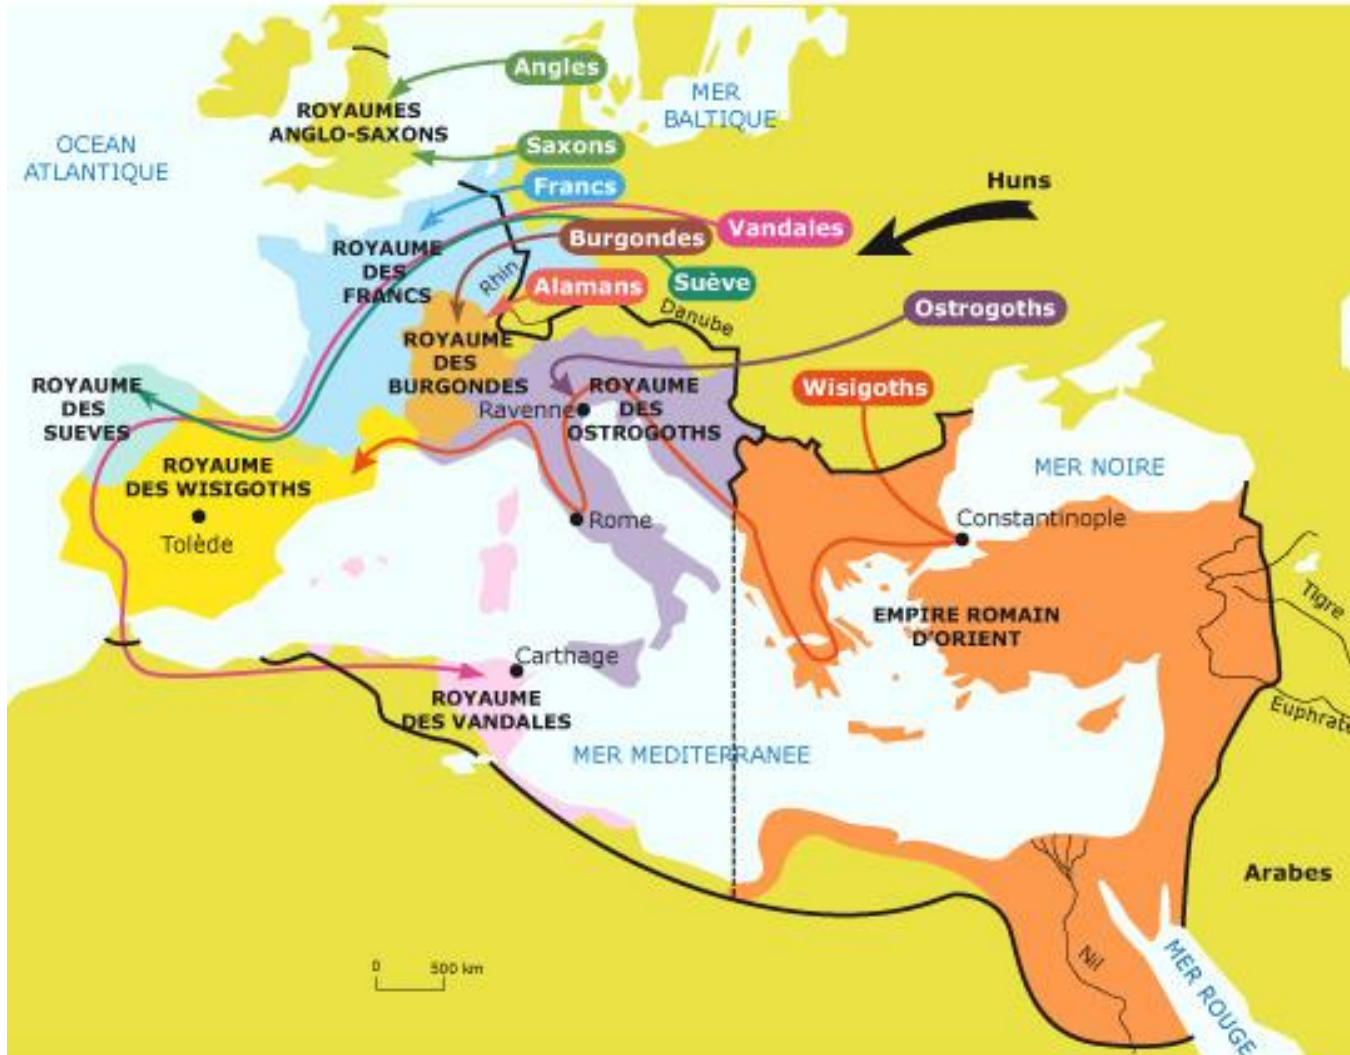 Angles
MER
BALTIQUE
ROYAUMES
ANGLO-SAXONS
OCEAN
ATLANTIQUE
Saxons
Francs
Huns
Vandales
Burgondes
ROYAUME
DES
FRANCS
Rhin
Alamans
Suève
Danube
Ostrogoths
ROYAUME
DES
BURGONDES
ROYAUME
DES
SUEVES
Wisigoths
ROYAUME
DES
OSTROGOTHS
Ravenne
ROYAUME
DES WISIGOTHS
MER NOIRE
Tolède
Rome
Constantinople
Tigre
EMPIRE ROMAIN
D'ORIENT
Carthage
ROYAUME
DES VANDALES
Euphrate
MER MEDITERRANEE
Arabes
0 500 km
Nil
MER ROUGE